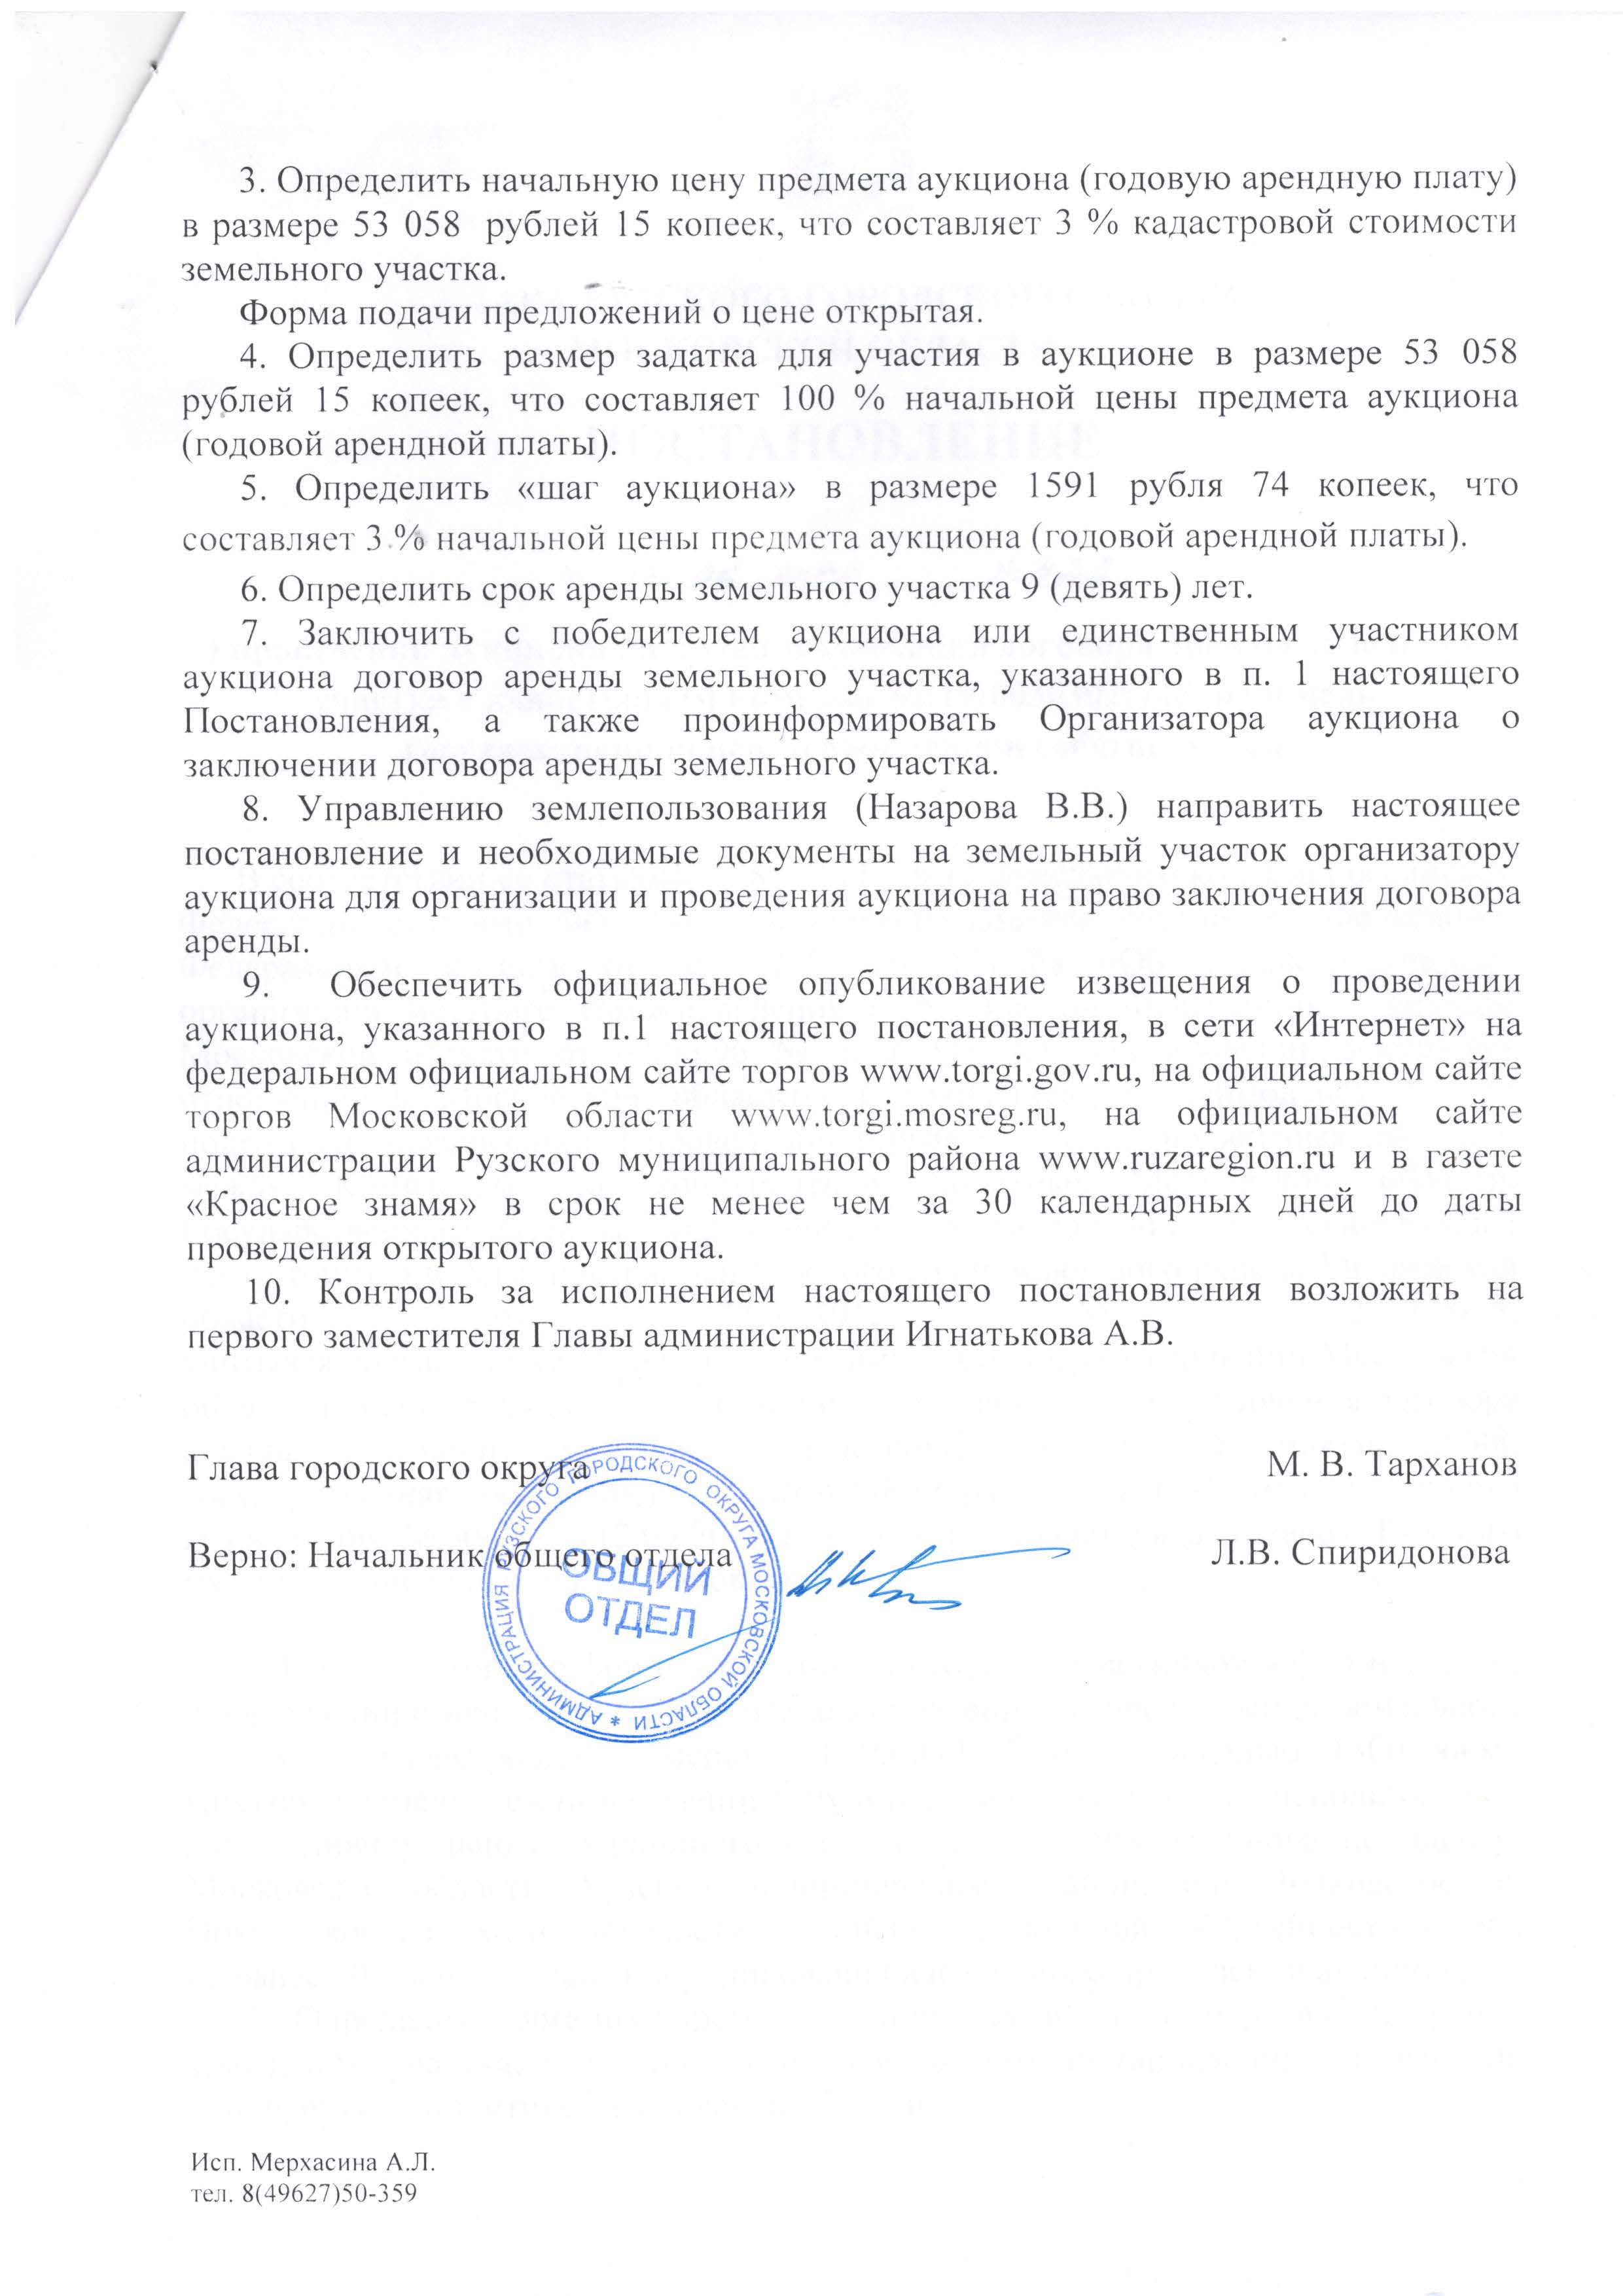 3. Определить начальную цену предмета аукциона (годовую арендную плату)
в размере 53 058 рублей 15 копеек, что составляет 3 % кадастровой стоимости
земельного участка.
Форма подачи предложений о цене открытая.
4. Определить размер задатка для участия в аукционе в размере 53 058
рублей 15 копеек, что составляет 100 % начальной цены предмета аукциона
(годовой арендной платы).
5. Определить «шаг аукциона» в размере 1591 рубля 74 копеек, что
составляет 3 % начальной цены предмета аукциона (годовой арендной платы).
6. Определить срок аренды земельного участка 9 (девять) лет.
7. Заключить с победителем аукциона или единственным участником
аукциона договор аренды земельного участка, указанного в п. 1 настоящего
Постановления, а также проинформировать Организатора аукциона о
заключении договора аренды земельного участка.
8. Управлению землепользования (Назарова В.В.) направить настоящее
постановление и необходимые документы на земельный участок организатору
аукциона для организации и проведения аукциона на право заключения договора
аренды.
9. Обеспечить официальное опубликование извещения о проведении
аукциона, указанного в п.1 настоящего постановления, в сети «Интернет» на
федеральном официальном сайте торгов www.torgi.gov.ru, на официальном сайте
торгов Московской области www.torgi.mosreg.ru, на официальном сайте
администрации Рузского муниципального района www.ruzaregion.ru и в газете
«Красное знамя» в срок не менее чем за 30 календарных дней до даты
проведения открытого аукциона.
10. Контроль за исполнением настоящего постановления возложить на
первого заместителя Главы администрации Игнатькова А.В.
Глава городского округа М. В. Тарханов
Верно: Начальник общего отдела Л.В. Спиридонова
АДМИНИСТРАЦИЯ РУЗСКОГО ГОРОДСКОГО ОКРУГА МОСКОВСКОЙ ОБЛАСТИ *
ОБЩИЙ
ОТДЕЛ
Исп. Мерхасина А.Л.
тел. 8(49627)50-359